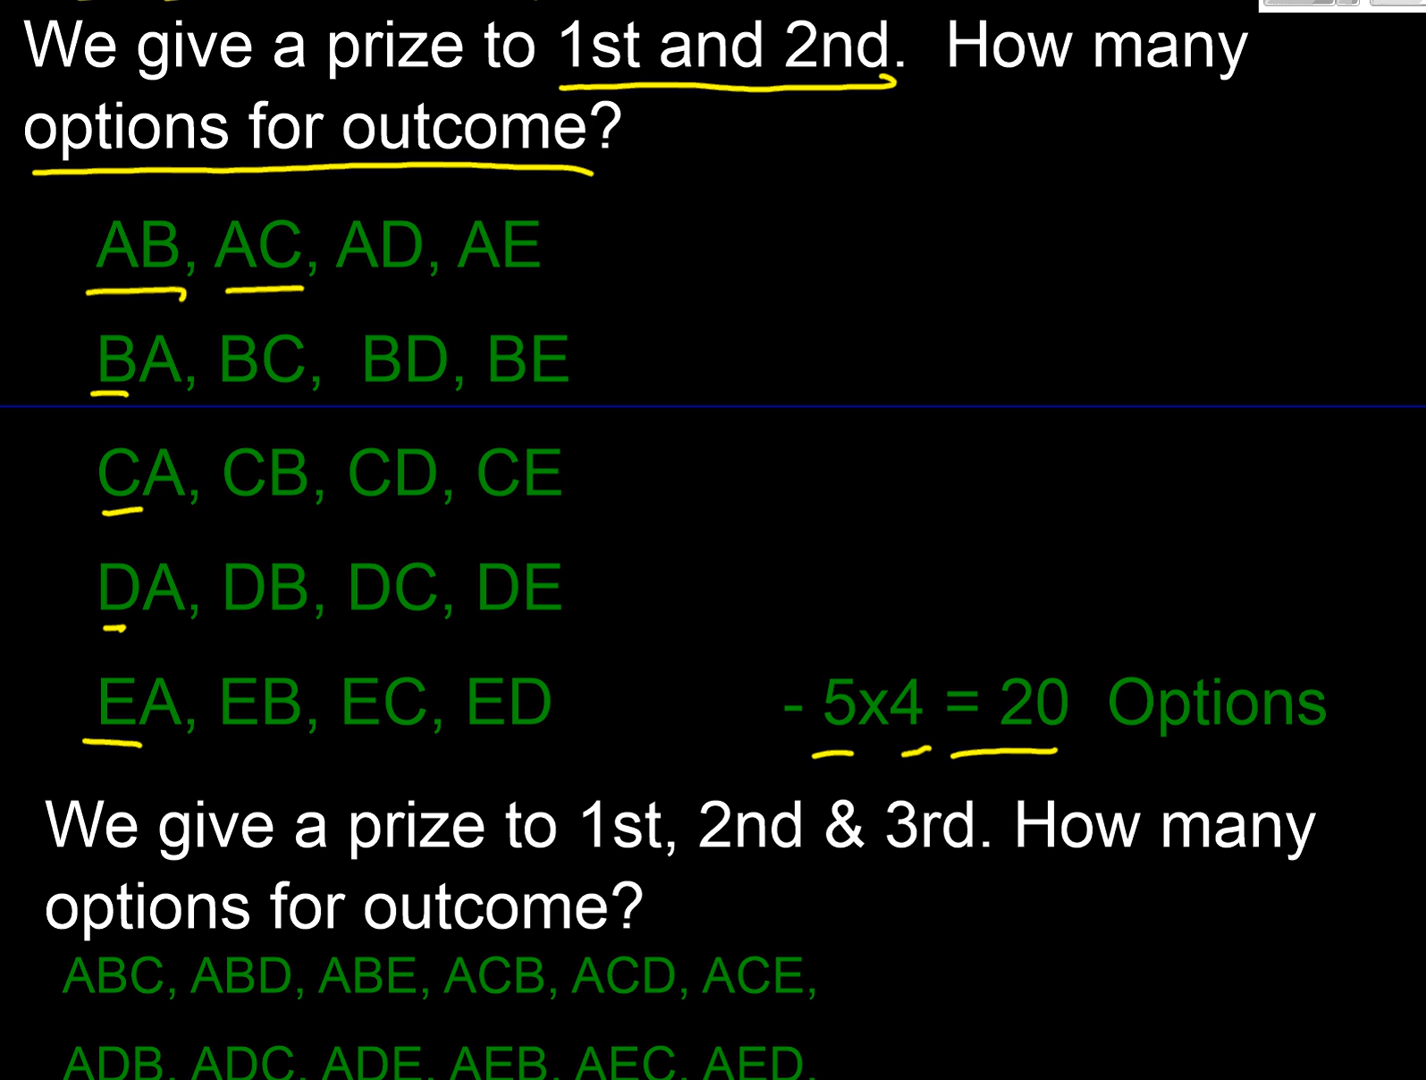 We give a prize to 1st and 2nd. How many
options for outcome?
AB, AC, AD, AE
BA, BC, BD, BE
CA, CB, CD, CE
DA, DB, DC, DE
EA, EB, EC, ED - 5x4 = 20 Options
We give a prize to 1st, 2nd & 3rd. How many
options for outcome?
ABC, ABD, ABE, ACB, ACD, ACE,
ADB, ADC, ADE, AEB, AEC, AED,